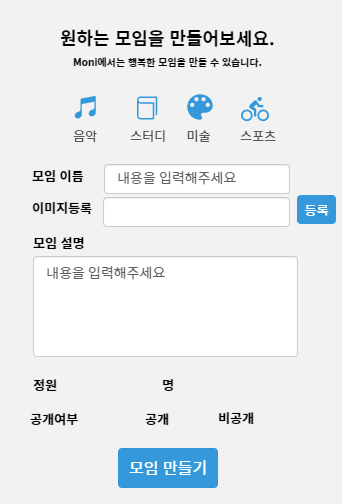 원하는 모임을 만들어보세요.
Moni에서는 행복한 모임을 만들 수 있습니다.
음악 스터디 미술 스포츠
모임 이름 내용을 입력해주세요
이미지등록 등록
모임 설명
내용을 입력해주세요
정원 명
공개여부 공개 비공개
모임 만들기